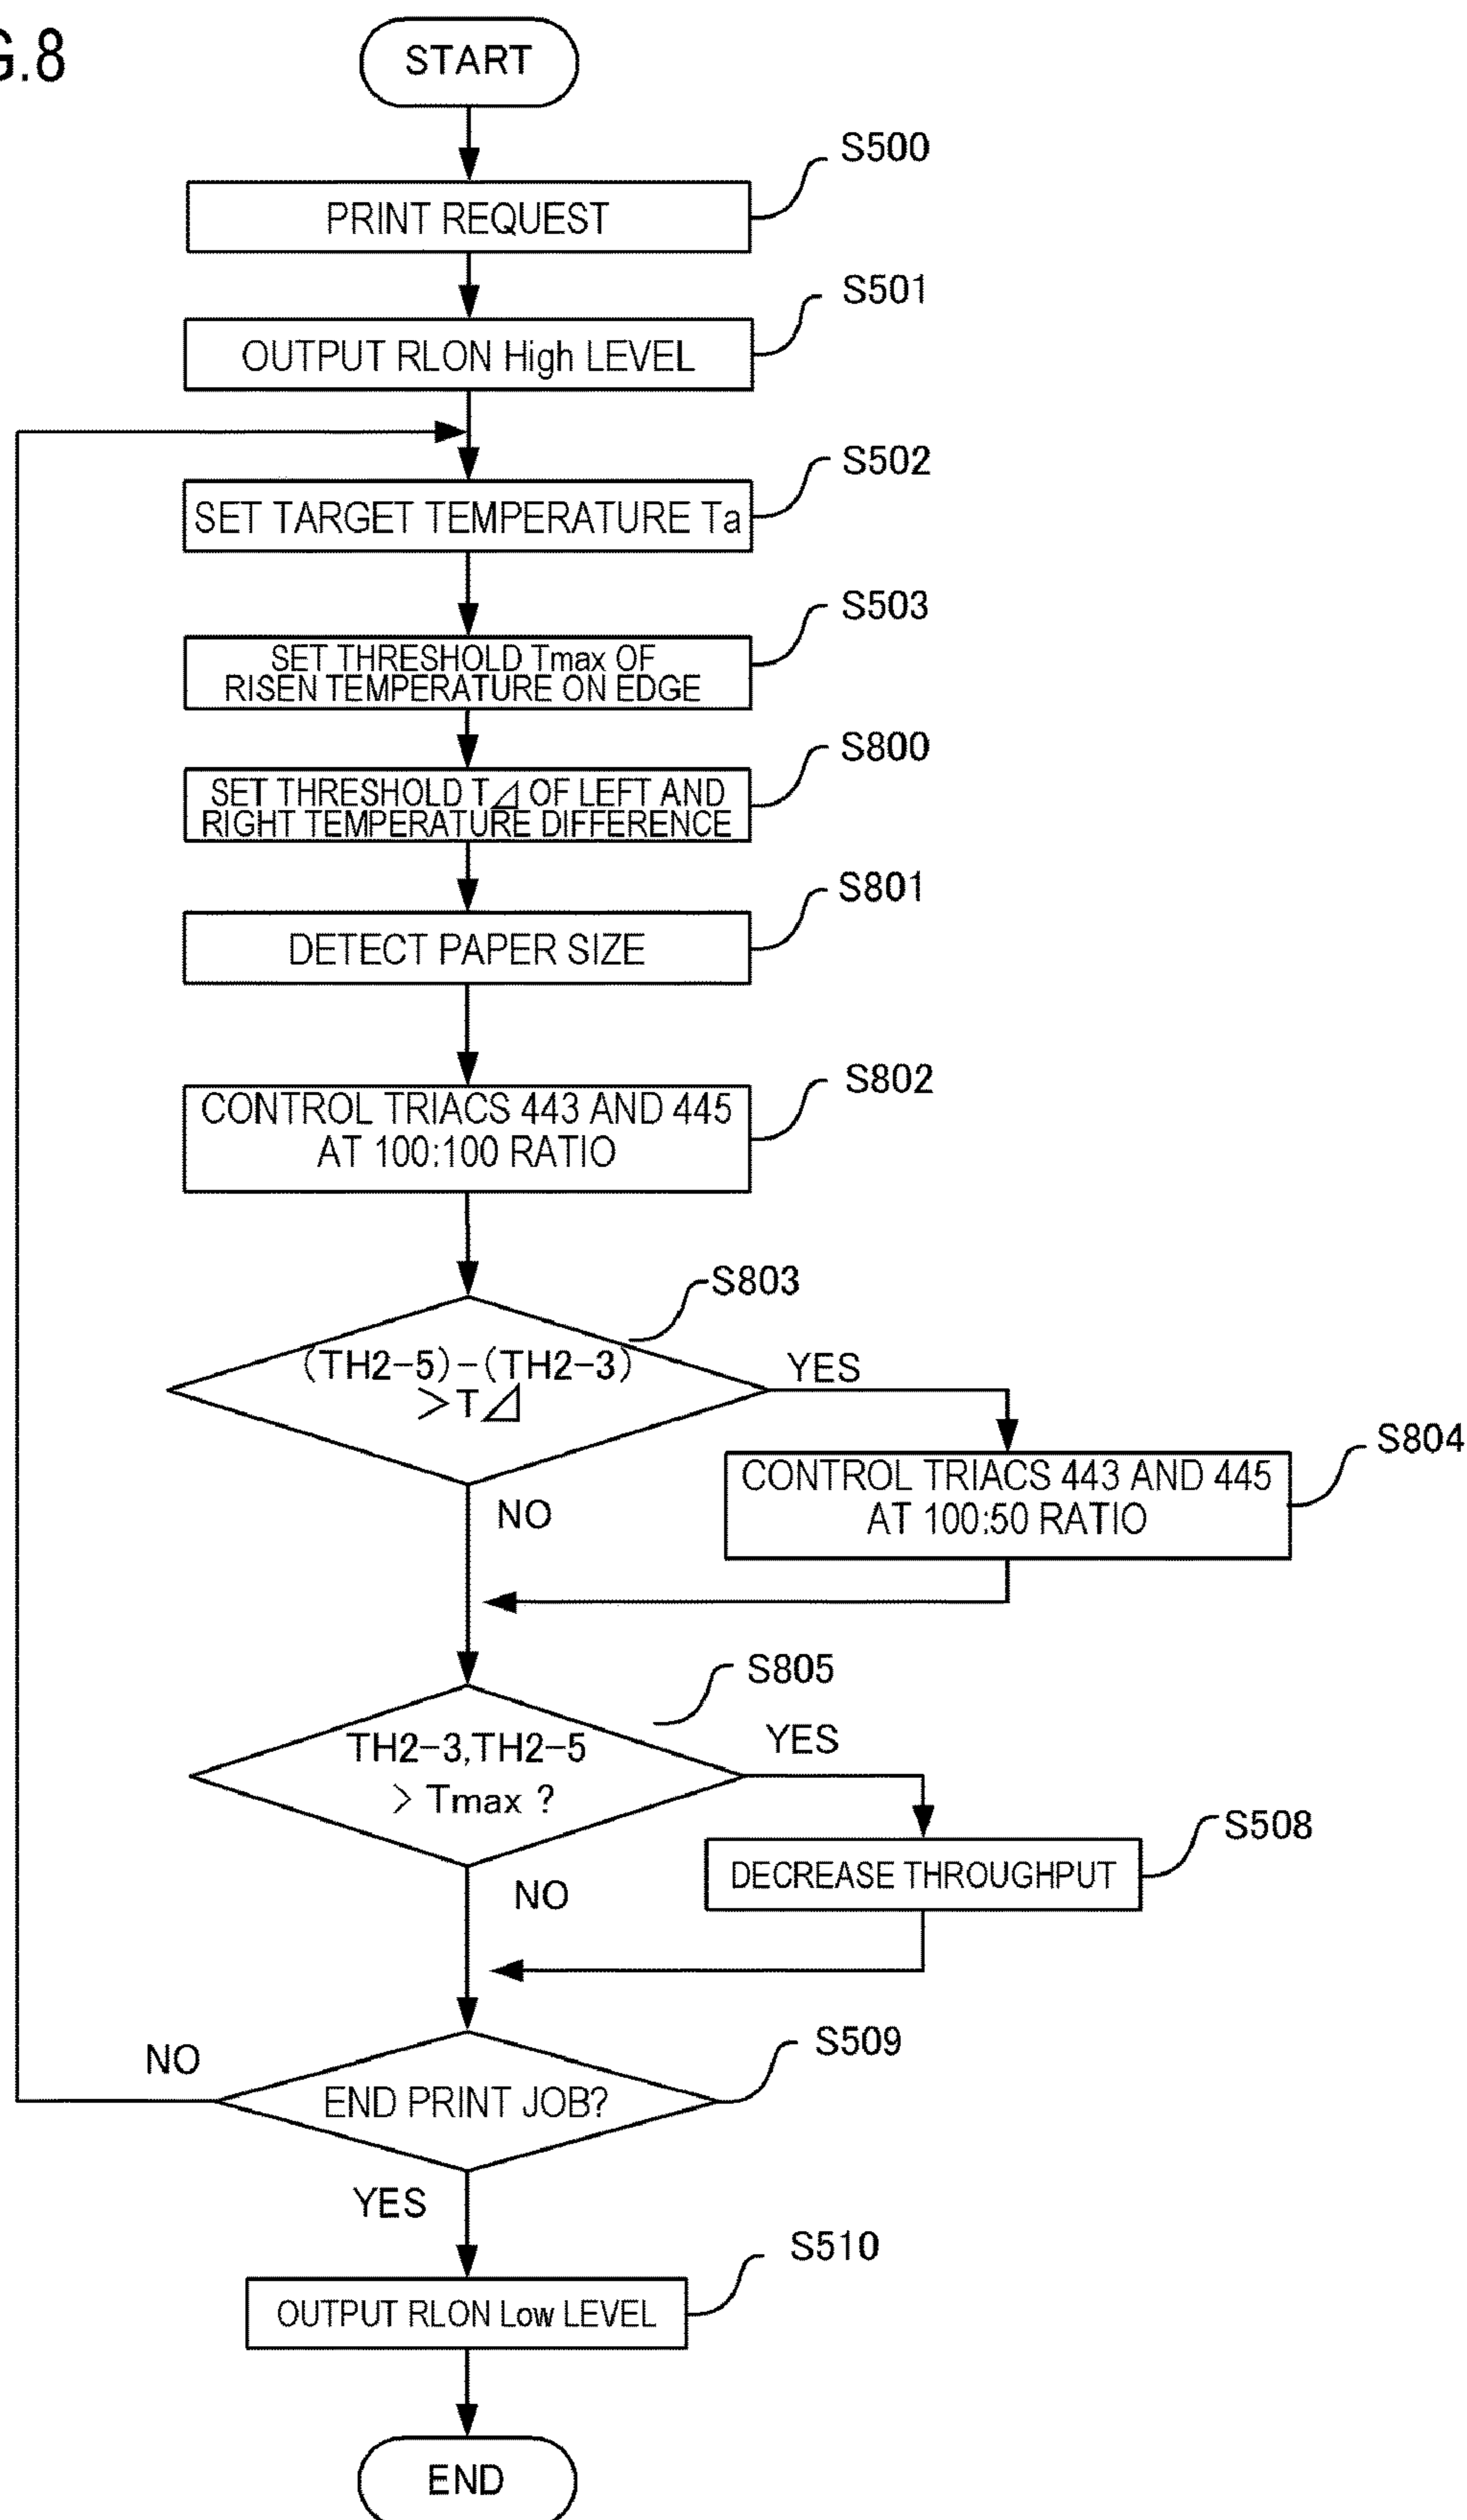 G.8
START
S500
PRINT REQUEST
S501
OUTPUT RLON High LEVEL
S502
SET TARGET TEMPERATURE Ta
S503
SET THRESHOLD Tmax OF
RISEN TEMPERATURE ON EDGE
S800
SET THRESHOLD T⊿ OF LEFT AND
RIGHT TEMPERATURE DIFFERENCE
S801
DETECT PAPER SIZE
S802
CONTROL TRIACS 443 AND 445
AT 100:100 RATIO
S803
(TH2-5)-(TH2-3)
>T⊿
YES
NO
S804
CONTROL TRIACS 443 AND 445
AT 100:50 RATIO
S805
TH2-3,TH2-5
> Tmax ?
YES
NO
S508
DECREASE THROUGHPUT
S509
END PRINT JOB?
NO
YES
S510
OUTPUT RLON Low LEVEL
END